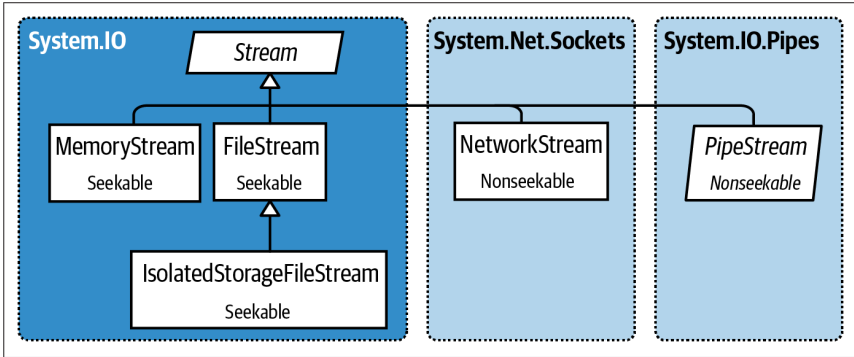 System.IO
Stream
System.Net.Sockets
System.IO.Pipes
MemoryStream
Seekable
FileStream
Seekable
NetworkStream
Nonseekable
PipeStream
Nonseekable
IsolatedStorageFileStream
Seekable